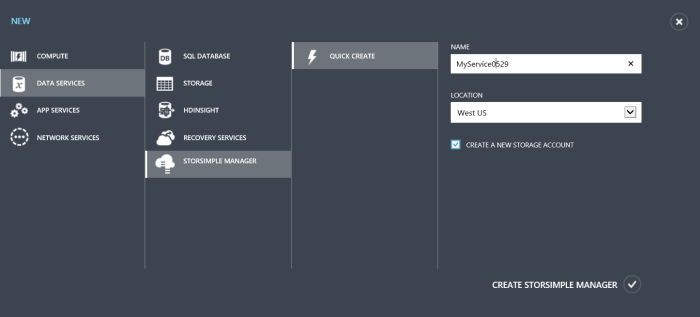 NEW
COMPUTE
DATA SERVICES
APP SERVICES
NETWORK SERVICES
DB
SQL DATABASE
STORAGE
HDINSIGHT
RECOVERY SERVICES
STORSIMPLE MANAGER
QUICK CREATE
NAME
MyService0529
LOCATION
West US
CREATE A NEW STORAGE ACCOUNT
CREATE STORSIMPLE MANAGER